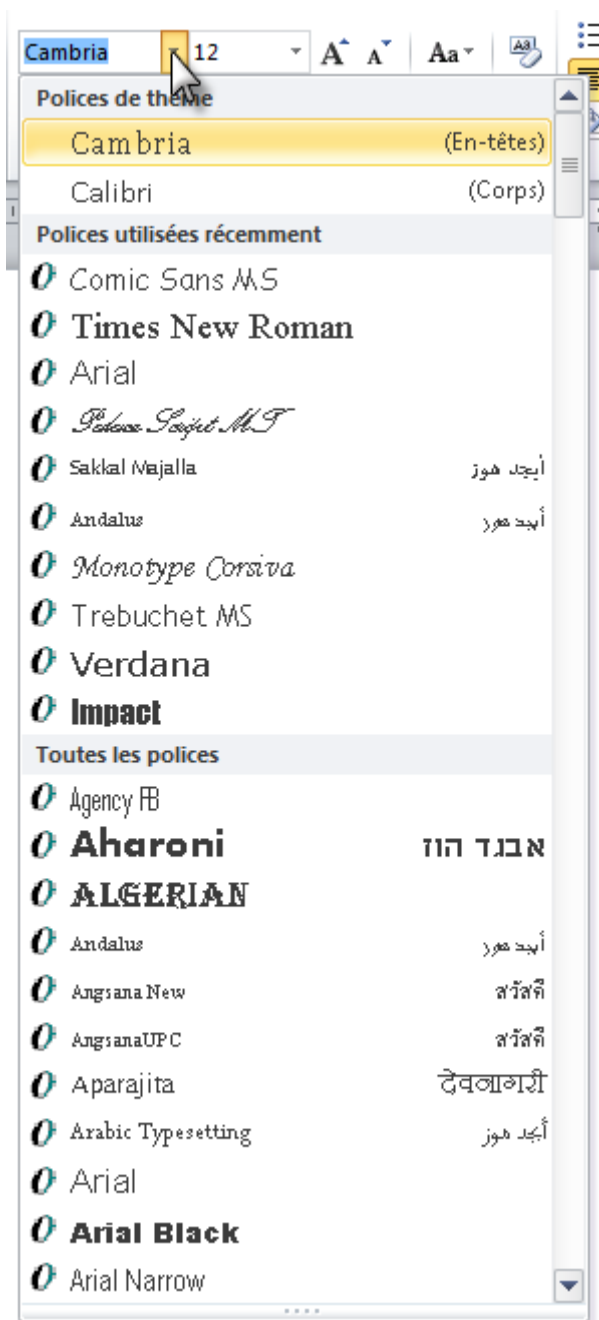 Cambria 12 A A Aa
Polices de thème
Cambria (En-têtes)
Calibri (Corps)
Polices utilisées récemment
Comic Sans MS
Times New Roman
Arial
Palace Script MT
Sakkal Majalla أبجد هوز
Andalus أبجد هوز
Monotype Corsiva
Trebuchet MS
Verdana
Impact
Toutes les polices
Agency FB
Aharoni אבגד הוז
ALGERIAN
Andalus أبجد هوز
Angsana New สวัสดี
AngsanaUPC สวัสดี
Aparajita देवनागरी
Arabic Typesetting أبجد هوز
Arial
Arial Black
Arial Narrow